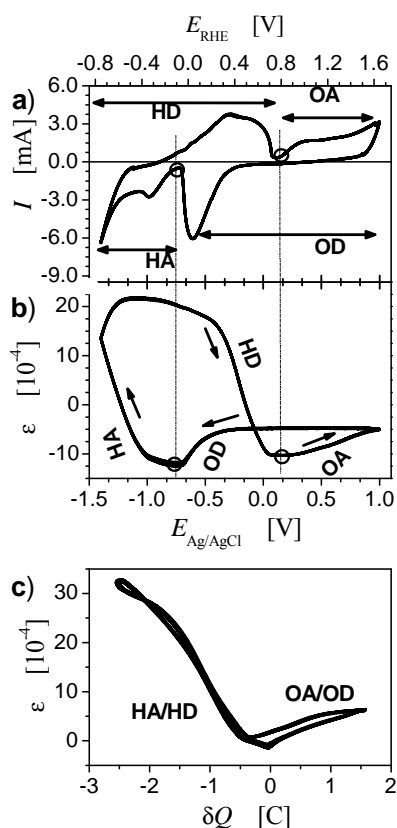 E_RHE [V]
-0.8 -0.4 0.0 0.4 0.8 1.2 1.6
a)
6.0
3.0
0.0
-3.0
-6.0
-9.0
I [mA]
HD
OA
HA
OD
b)
20
10
0
-10
ε [10⁻⁴]
HD
HA
OD
OA
-1.5 -1.0 -0.5 0.0 0.5 1.0
E_Ag/AgCl [V]
c)
30
20
10
0
ε [10⁻⁴]
HA/HD
OA/OD
-3 -2 -1 0 1 2
δQ [C]